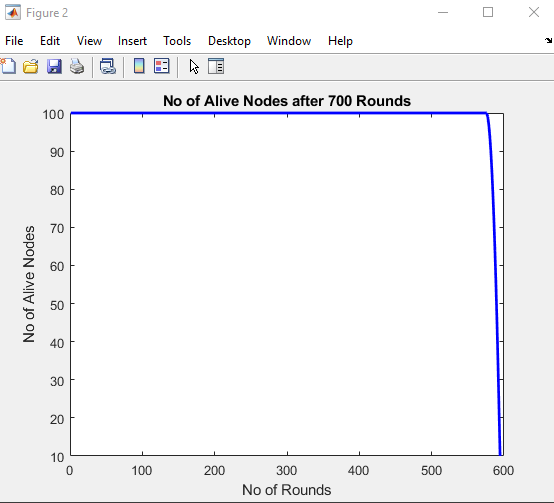 Figure 2
File Edit View Insert Tools Desktop Window Help
No of Alive Nodes after 700 Rounds
100
90
80
70
60
50
40
30
20
10
No of Alive Nodes
0 100 200 300 400 500 600
No of Rounds